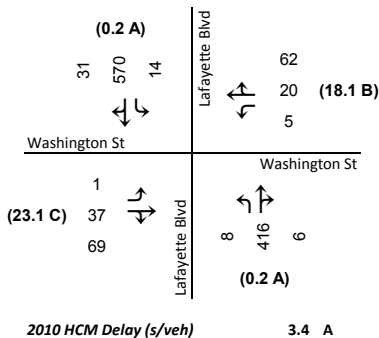 (0.2 A)
31 570 14
Lafayette Blvd
62
20 (18.1 B)
5
Washington St
Washington St
1
(23.1 C) 37
69
Lafayette Blvd
8 416 6
(0.2 A)
2010 HCM Delay (s/veh) 3.4 A